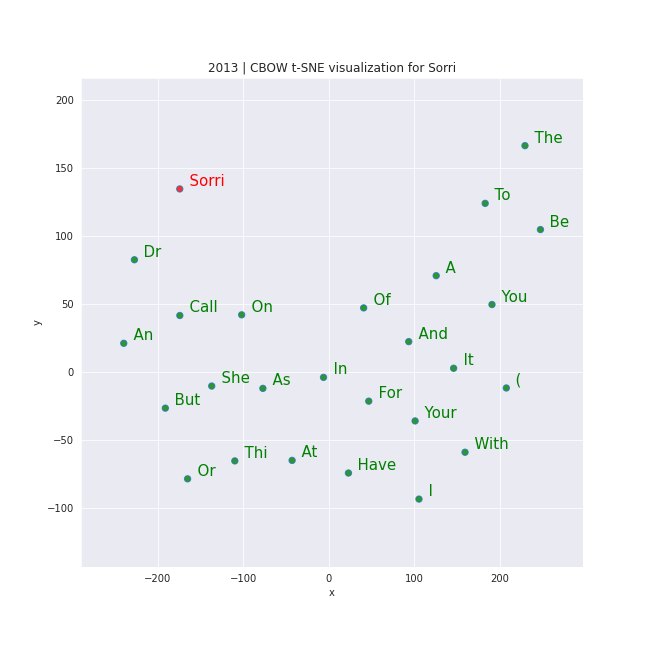 2013 | CBOW t-SNE visualization for Sorri
200
The
150
Sorri
To
Be
100
Dr
A
You
50
Call
On
Of
And
An
It
0
In
She
As
(
For
But
Your
−50
With
Thi
At
Have
Or
I
−100
y
−200
−100
0
100
200
x